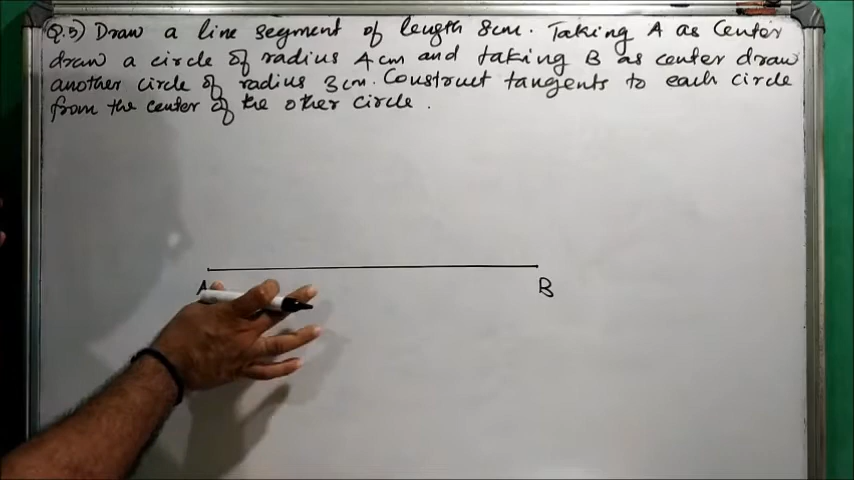 Q.5) Draw a line segment of length 8cm. Taking A as Center
draw a circle of radius 4cm and taking B as center draw
another circle of radius 3cm. Construct tangents to each circle
from the center of the other circle.
A
B